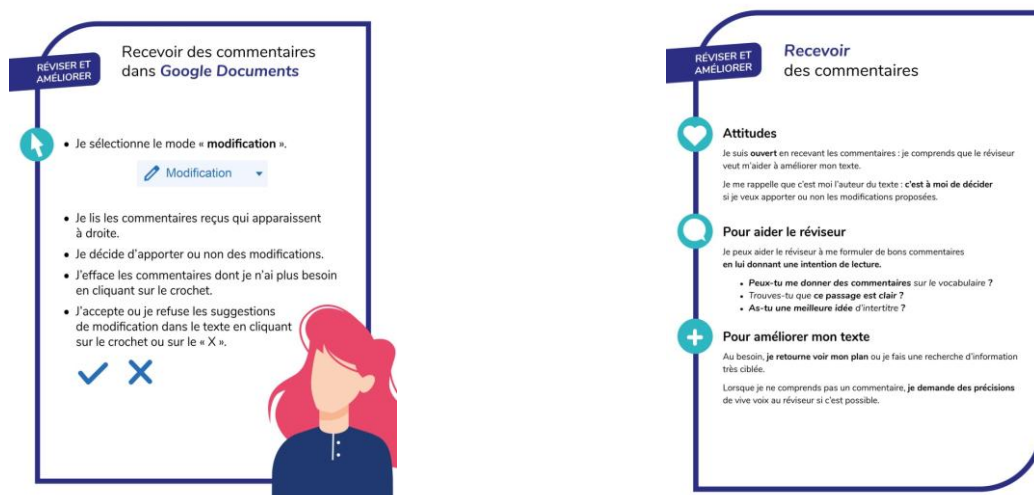 RÉVISER ET
AMÉLIORER
Recevoir des commentaires
dans Google Documents
• Je sélectionne le mode « modification ».
Modification
• Je lis les commentaires reçus qui apparaissent
à droite.
• Je décide d'apporter ou non des modifications.
• J'efface les commentaires dont je n'ai plus besoin
en cliquant sur le crochet.
• J'accepte ou je refuse les suggestions
de modification dans le texte en cliquant
sur le crochet ou sur le « X ».
RÉVISER ET
AMÉLIORER
Recevoir
des commentaires
Attitudes
Je suis ouvert en recevant les commentaires : je comprends que le réviseur
veut m'aider à améliorer mon texte.
Je me rappelle que c'est moi l'auteur du texte : c'est à moi de décider
si je veux apporter ou non les modifications proposées.
Pour aider le réviseur
Je peux aider le réviseur à me formuler de bons commentaires
en lui donnant une intention de lecture.
• Peux-tu me donner des commentaires sur le vocabulaire ?
• Trouves-tu que ce passage est clair ?
• As-tu une meilleure idée d'intertitre ?
Pour améliorer mon texte
Au besoin, je retourne voir mon plan ou je fais une recherche d'information
très ciblée.
Lorsque je ne comprends pas un commentaire, je demande des précisions
de vive voix au réviseur si c'est possible.